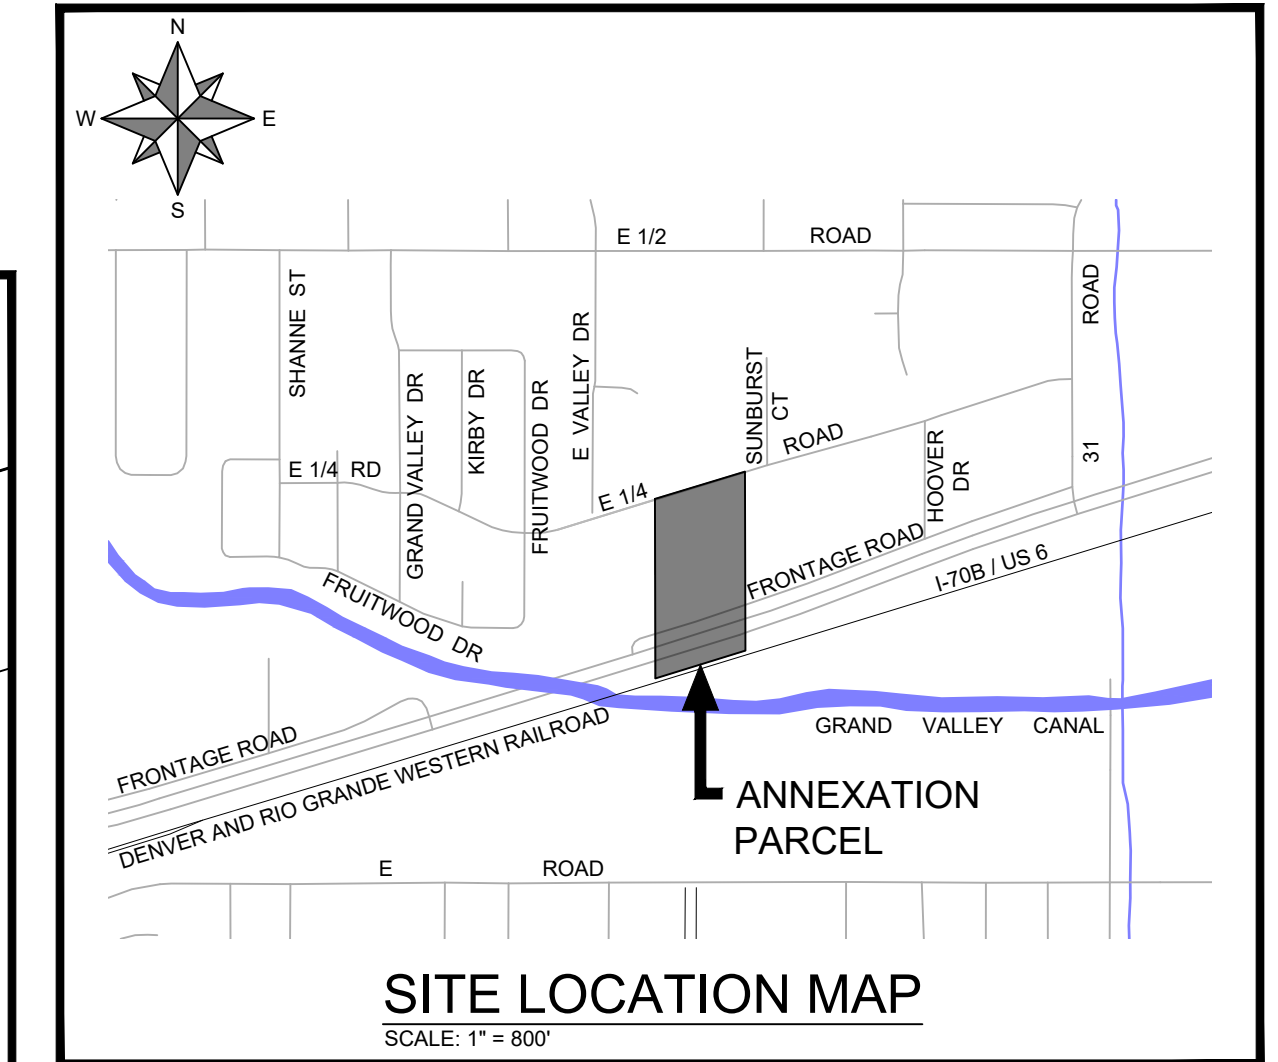 N
W E
S
E 1/2 ROAD
SHANNE ST
GRAND VALLEY DR
KIRBY DR
FRUITWOOD DR
E VALLEY DR
SUNBURST
CT
ROAD
31
E 1/4 RD
E 1/4
ROAD
HOOVER
DR
FRUITWOOD DR
FRONTAGE ROAD
I-70B / US 6
FRONTAGE ROAD
DENVER AND RIO GRANDE WESTERN RAILROAD
GRAND VALLEY CANAL
ANNEXATION
PARCEL
E ROAD
SITE LOCATION MAP
SCALE: 1" = 800'